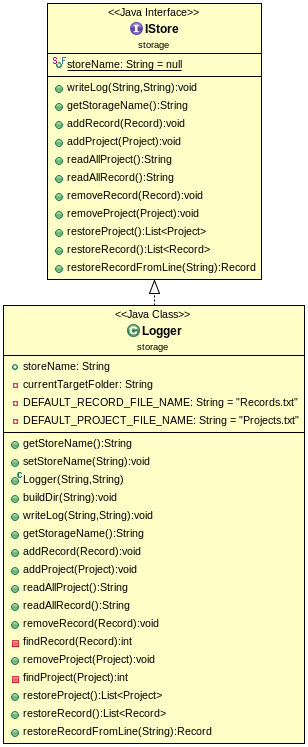 <<Java Interface>>
IStore
storage
S F storeName: String = null
writeLog(String,String):void
getStorageName():String
addRecord(Record):void
addProject(Project):void
readAllProject():String
readAllRecord():String
removeRecord(Record):void
removeProject(Project):void
restoreProject():List<Project>
restoreRecord():List<Record>
restoreRecordFromLine(String):Record
<<Java Class>>
Logger
storage
storeName: String
currentTargetFolder: String
DEFAULT_RECORD_FILE_NAME: String = "Records.txt"
DEFAULT_PROJECT_FILE_NAME: String = "Projects.txt"
getStoreName():String
setStoreName(String):void
Logger(String,String)
buildDir(String):void
writeLog(String,String):void
getStorageName():String
addRecord(Record):void
addProject(Project):void
readAllProject():String
readAllRecord():String
removeRecord(Record):void
findRecord(Record):int
removeProject(Project):void
findProject(Project):int
restoreProject():List<Project>
restoreRecord():List<Record>
restoreRecordFromLine(String):Record